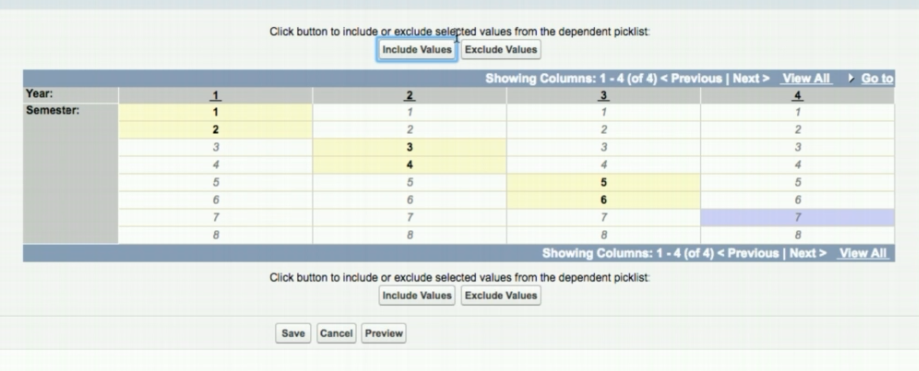 Click button to include or exclude selected values from the dependent picklist:
Include Values Exclude Values
Showing Columns: 1 - 4 (of 4) < Previous | Next > View All Go to
Year: 1 2 3 4
Semester: 1 1 1 1
2 2 2 2
3 3 3 3
4 4 4 4
5 5 5 5
6 6 6 6
7 7 7 7
8 8 8 8
Showing Columns: 1 - 4 (of 4) < Previous | Next > View All
Click button to include or exclude selected values from the dependent picklist:
Include Values Exclude Values
Save Cancel Preview